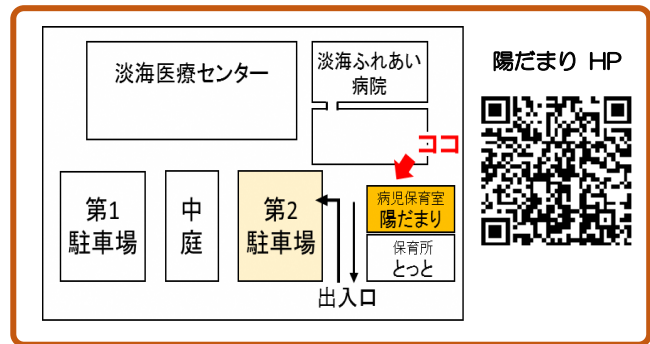 淡海医療センター
淡海ふれあい
病院
ココ
第1
駐車場
中
庭
第2
駐車場
病児保育室
陽だまり
保育所
とっと
出入口
陽だまり HP